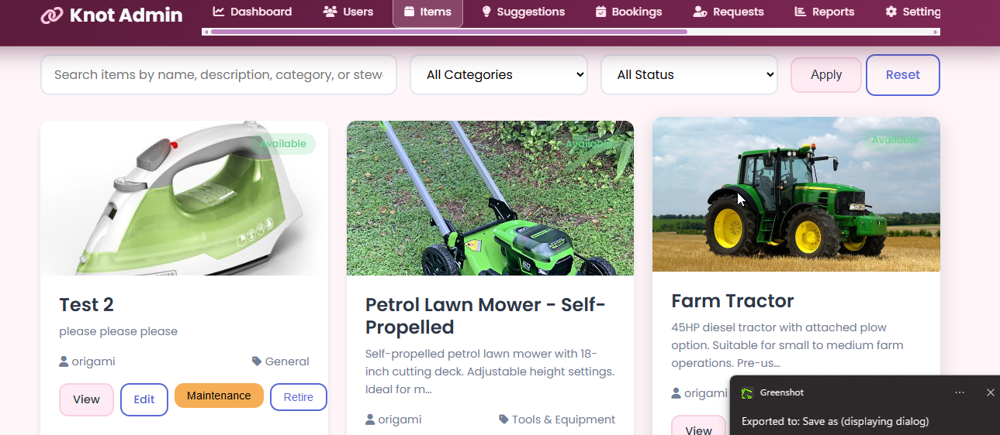 Knot Admin
Dashboard
Users
Items
Suggestions
Bookings
Requests
Reports
Setting
Search items by name, description, category, or stew
All Categories
All Status
Apply
Reset
Available
Available
Available
Test 2
please please please
origami
General
View
Edit
Maintenance
Retire
Petrol Lawn Mower - Self-
Propelled
Self-propelled petrol lawn mower with 18-
inch cutting deck. Adjustable height settings.
Ideal for m...
origami
Tools & Equipment
Farm Tractor
45HP diesel tractor with attached plow
option. Suitable for small to medium farm
operations. Pre-us...
origami
View
Greenshot
Exported to: Save as (displaying dialog)